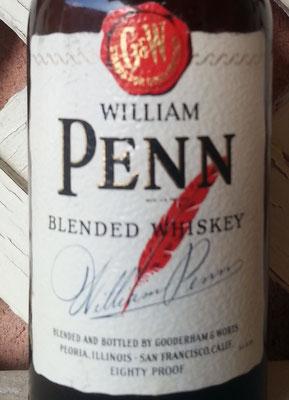 G&W
WILLIAM
PENN
BLENDED WHISKEY
William Penn
BLENDED AND BOTTLED BY GOODERHAM & WORTS
PEORIA, ILLINOIS - SAN FRANCISCO, CALIF.
EIGHTY PROOF